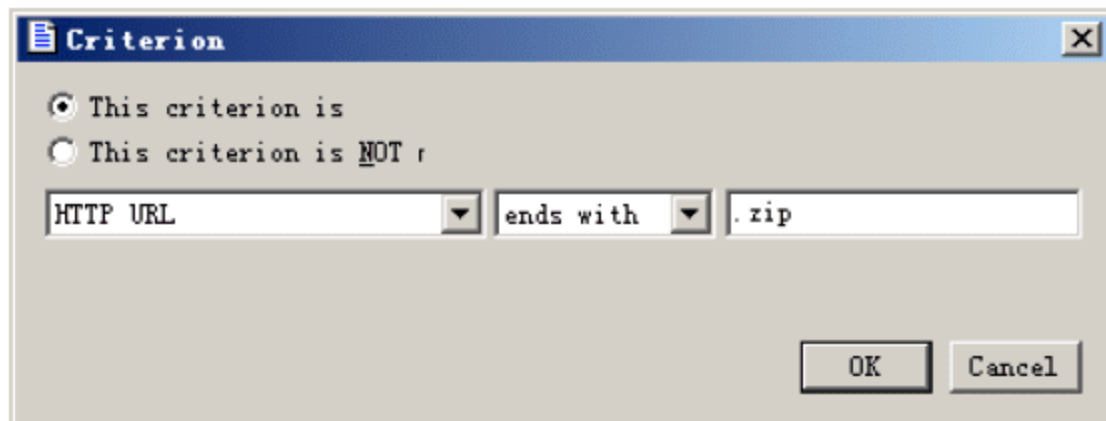 Criterion
This criterion is
This criterion is NOT
HTTP URL ends with .zip
OK Cancel